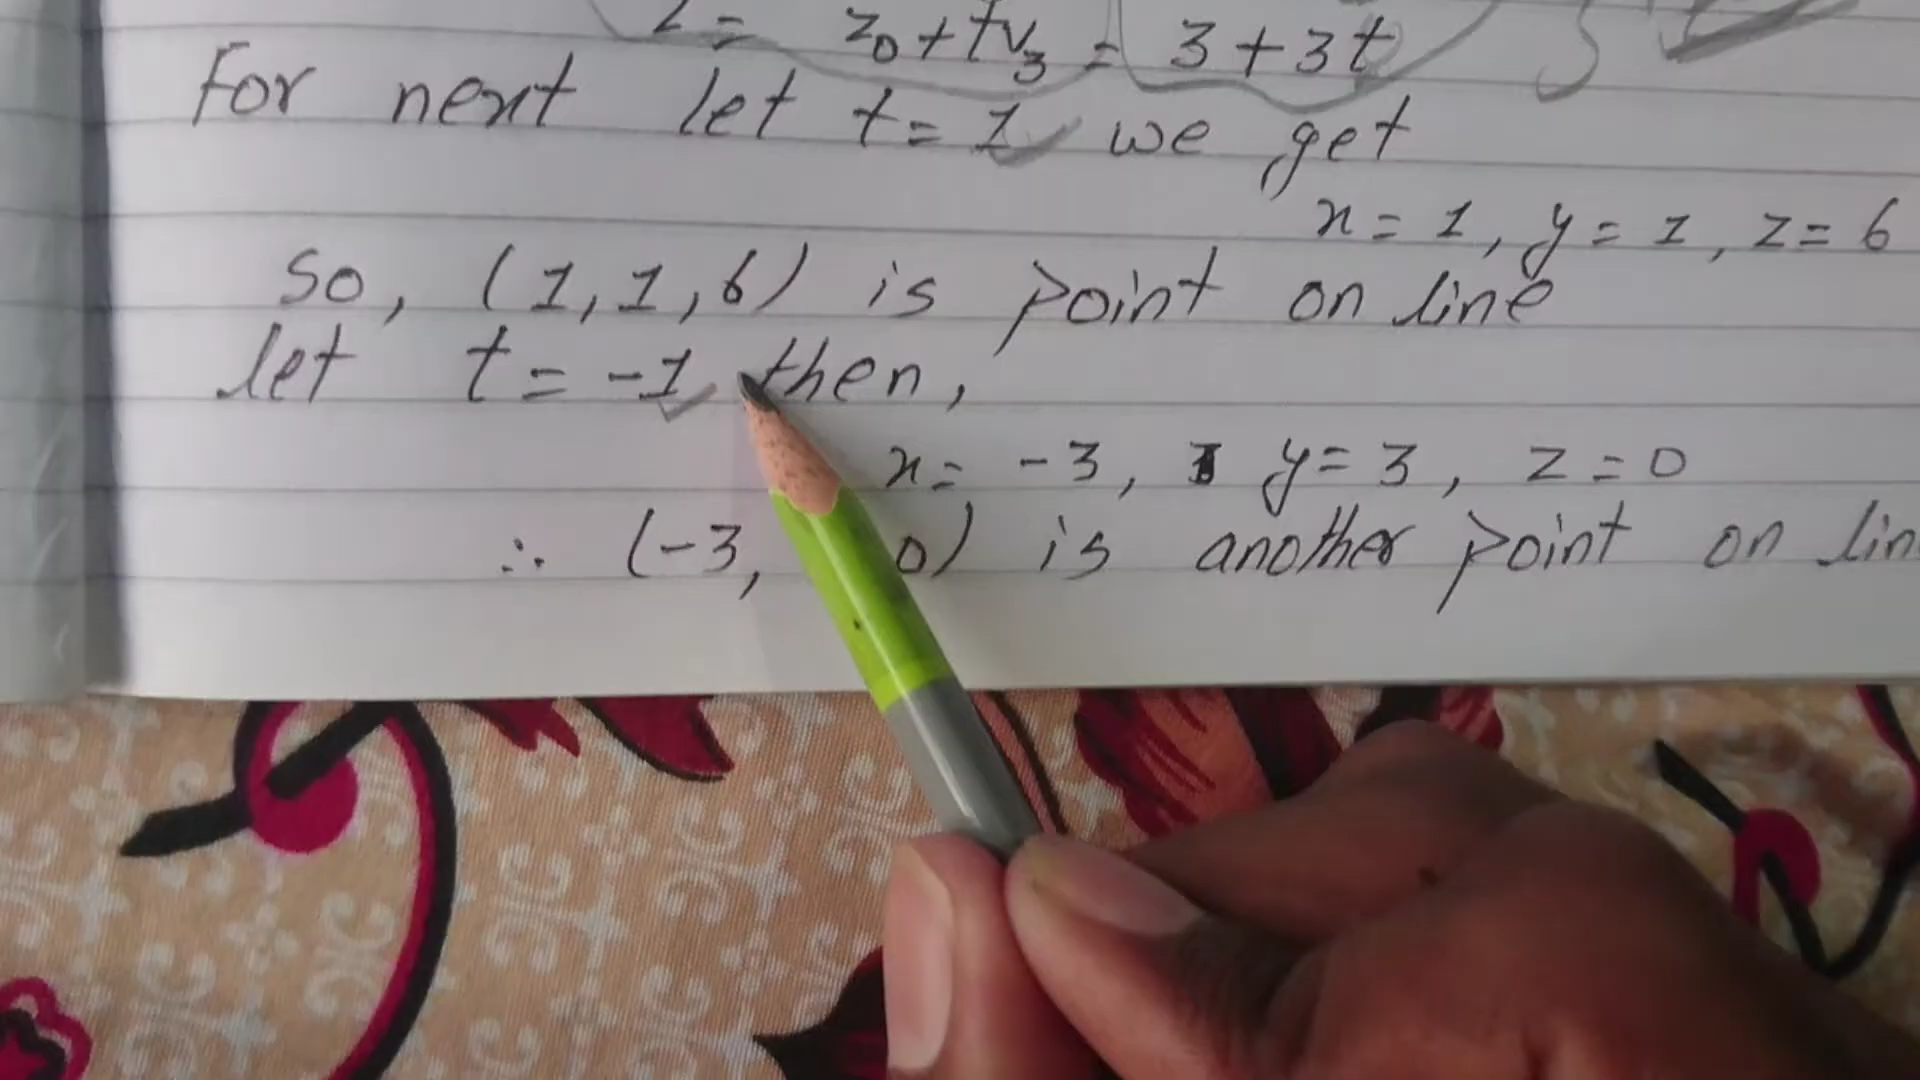 z = z0 + tv3 = 3 + 3t
For next let t = 1 we get
x = 1, y = 1, z = 6
So, (1, 1, 6) is point on line
let t = -1 then,
x = -3, y = 3, z = 0
∴ (-3, 0) is another point on lin